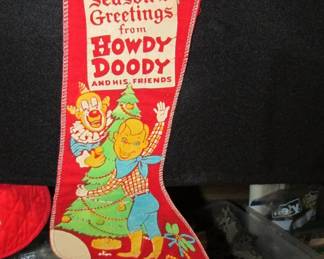 Season's
Greetings
from
HOWDY
DOODY
AND HIS FRIENDS